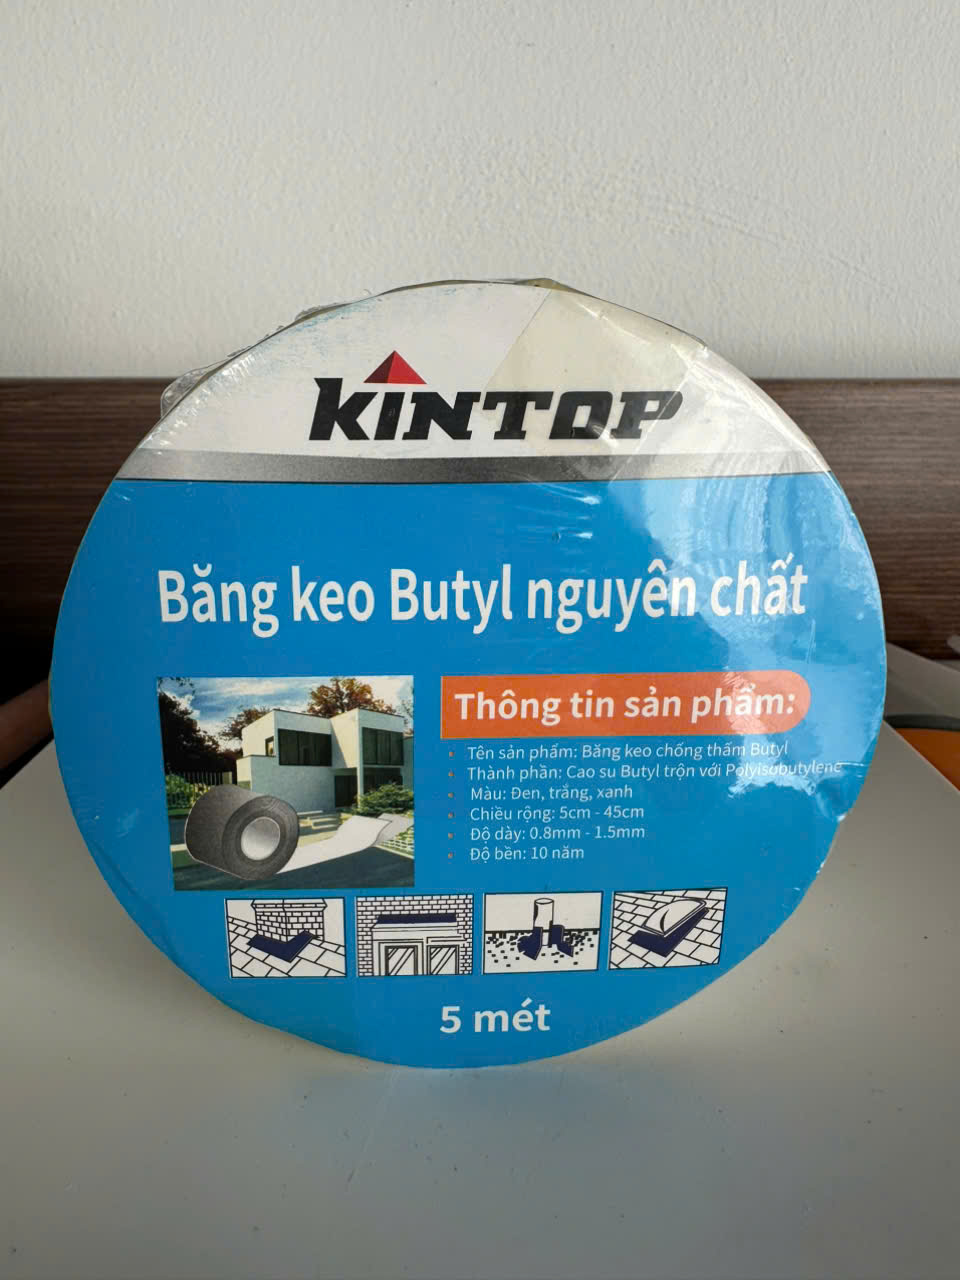 KINTOP
Băng keo Butyl nguyên chất
Thông tin sản phẩm:
• Tên sản phẩm: Băng keo chống thấm Butyl
• Thành phần: Cao su Butyl trộn với Polyisobutylene
• Màu: Đen, trắng, xanh
• Chiều rộng: 5cm - 45cm
• Độ dày: 0.8mm - 1.5mm
• Độ bền: 10 năm
5 mét